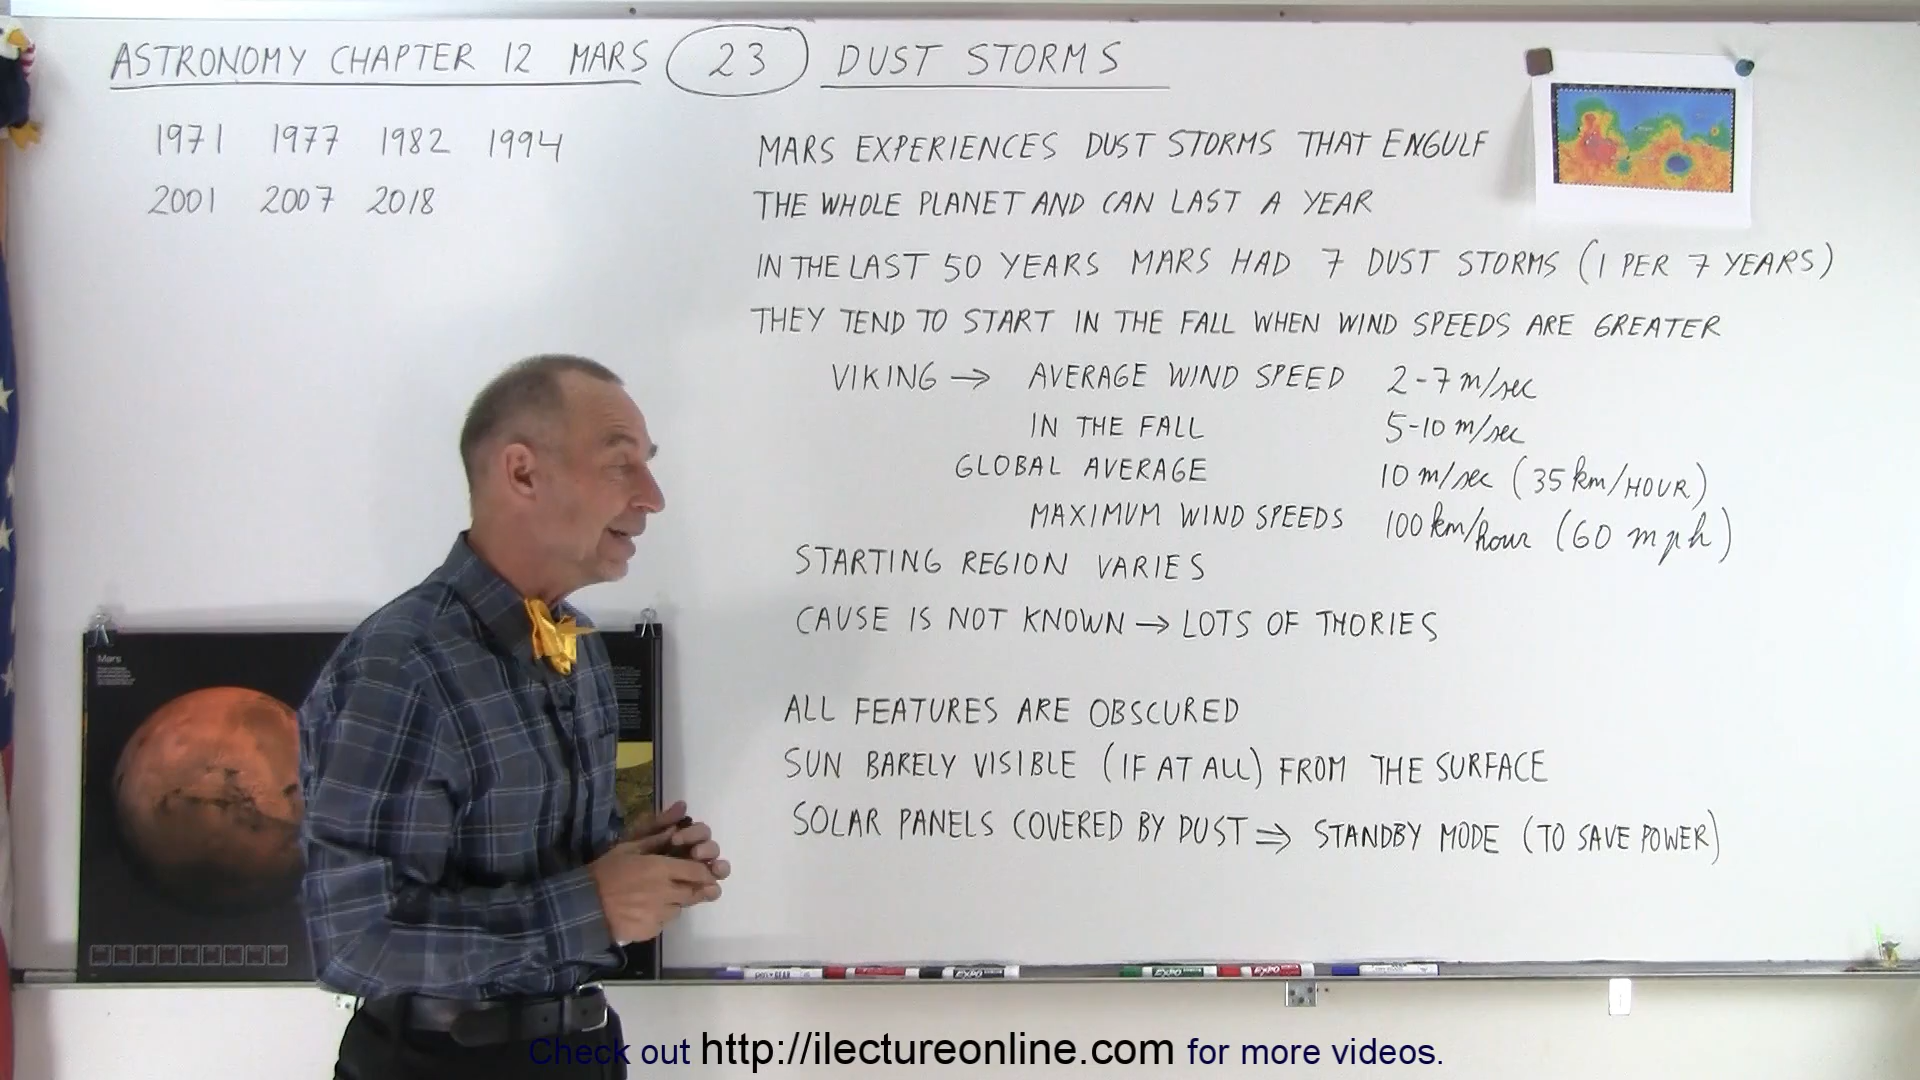 ASTRONOMY CHAPTER 12 MARS 23 DUST STORMS
1971 1977 1982 1994
2001 2007 2018
MARS EXPERIENCES DUST STORMS THAT ENGULF
THE WHOLE PLANET AND CAN LAST A YEAR
IN THE LAST 50 YEARS MARS HAD 7 DUST STORMS (1 PER 7 YEARS)
THEY TEND TO START IN THE FALL WHEN WIND SPEEDS ARE GREATER
VIKING → AVERAGE WIND SPEED 2-7 m/sec
IN THE FALL 5-10 m/sec
GLOBAL AVERAGE 10 m/sec (35 km/HOUR)
MAXIMUM WIND SPEEDS 100 km/hour (60 mph)
STARTING REGION VARIES
CAUSE IS NOT KNOWN → LOTS OF THORIES
ALL FEATURES ARE OBSCURED
SUN BARELY VISIBLE (IF AT ALL) FROM THE SURFACE
SOLAR PANELS COVERED BY DUST ⇒ STANDBY MODE (TO SAVE POWER)
Mars
EXPO
EXPO
EXPO
Check out http://ilectureonline.com for more videos.